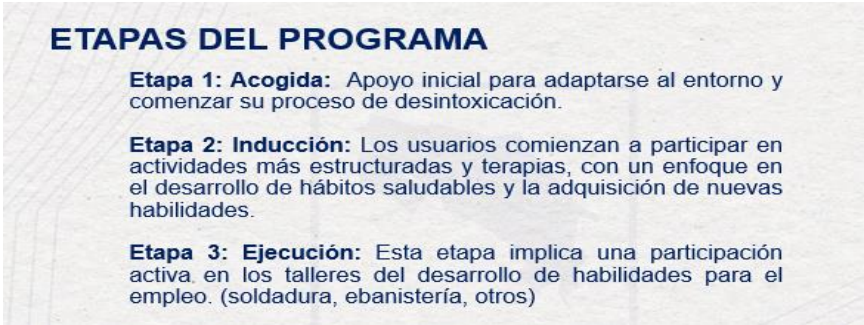 ETAPAS DEL PROGRAMA
Etapa 1: Acogida: Apoyo inicial para adaptarse al entorno y
comenzar su proceso de desintoxicación.
Etapa 2: Inducción: Los usuarios comienzan a participar en
actividades más estructuradas y terapias, con un enfoque en
el desarrollo de hábitos saludables y la adquisición de nuevas
habilidades.
Etapa 3: Ejecución: Esta etapa implica una participación
activa en los talleres del desarrollo de habilidades para el
empleo. (soldadura, ebanistería, otros)